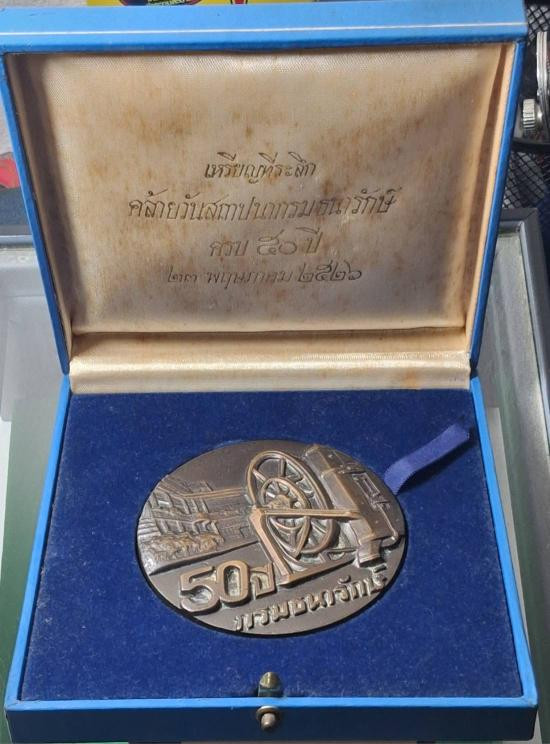 เหรียญที่ระลึก
คล้ายวันสถาปนากรมธนารักษ์
ครบ ๕๐ ปี
๒๓ พฤษภาคม ๒๕๒๖
50 ปี
กรมธนารักษ์